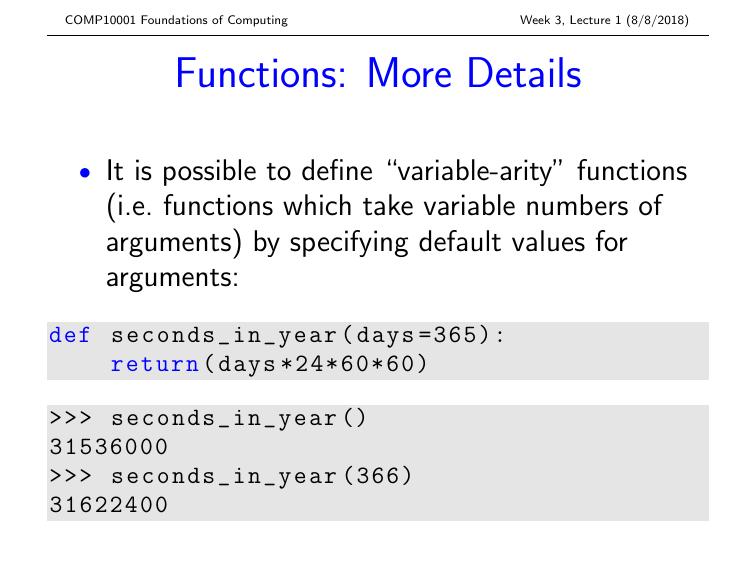 COMP10001 Foundations of Computing Week 3, Lecture 1 (8/8/2018)
Functions: More Details
• It is possible to define “variable-arity” functions
(i.e. functions which take variable numbers of
arguments) by specifying default values for
arguments:
def seconds_in_year(days=365):
    return(days*24*60*60)
>>> seconds_in_year()
31536000
>>> seconds_in_year(366)
31622400